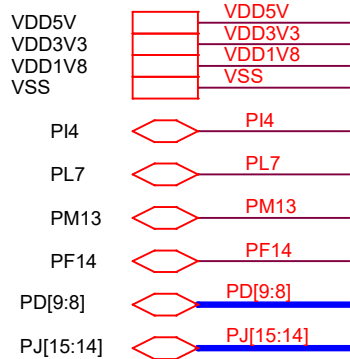 VDD5V VDD5V
VDD3V3 VDD3V3
VDD1V8 VDD1V8
VSS VSS
PI4 PI4
PL7 PL7
PM13 PM13
PF14 PF14
PD[9:8] PD[9:8]
PJ[15:14] PJ[15:14]